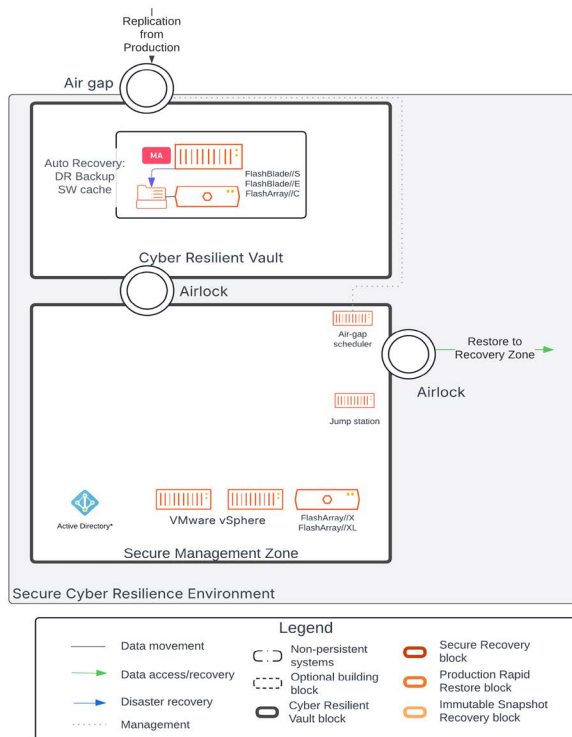 Replication
from
Production
Air gap
MA
Auto Recovery:
DR Backup
SW cache
FlashBlade//S
FlashBlade//E
FlashArray//C
Cyber Resilient Vault
Airlock
Air-gap
scheduler
Restore to
Recovery Zone
Airlock
Jump station
Active Directory*
VMware vSphere
FlashArray//X
FlashArray//XL
Secure Management Zone
Secure Cyber Resilience Environment
Legend
Data movement
Data access/recovery
Disaster recovery
Management
Non-persistent
systems
Optional building
block
Cyber Resilient
Vault block
Secure Recovery
block
Production Rapid
Restore block
Immutable Snapshot
Recovery block